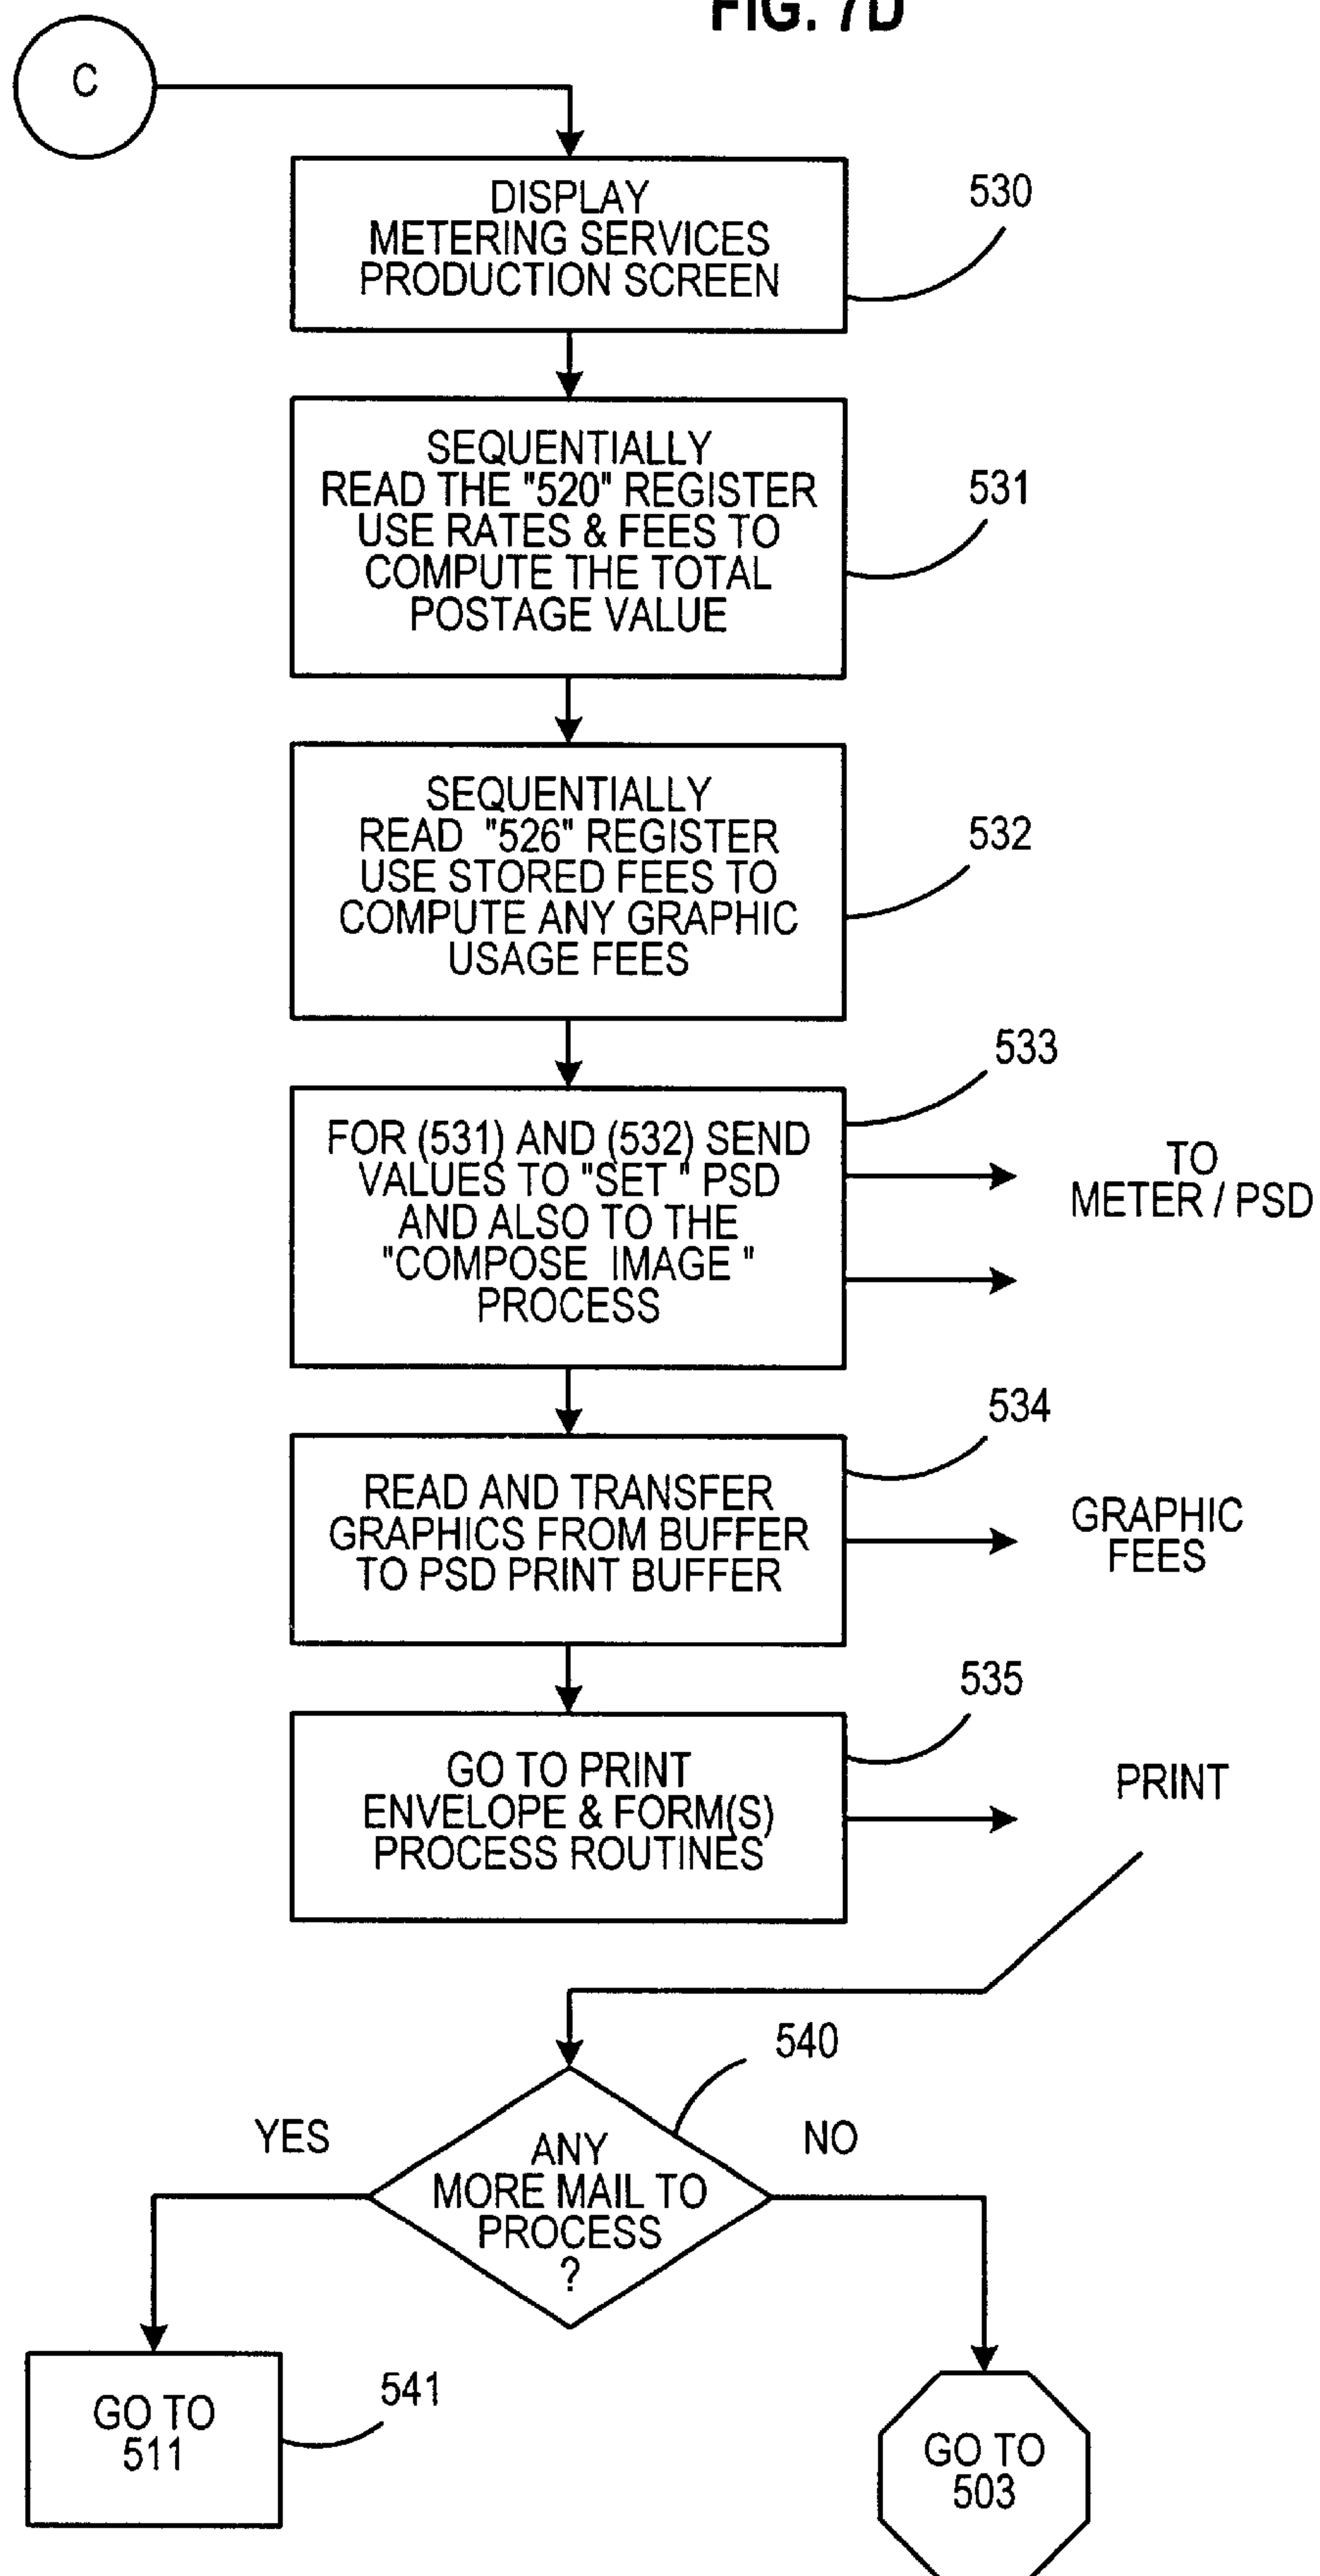 FIG. 7D
C
DISPLAY
METERING SERVICES
PRODUCTION SCREEN
530
SEQUENTIALLY
READ THE "520" REGISTER
USE RATES & FEES TO
COMPUTE THE TOTAL
POSTAGE VALUE
531
SEQUENTIALLY
READ "526" REGISTER
USE STORED FEES TO
COMPUTE ANY GRAPHIC
USAGE FEES
532
533
FOR (531) AND (532) SEND
VALUES TO "SET " PSD
AND ALSO TO THE
"COMPOSE IMAGE "
PROCESS
TO
METER / PSD
534
READ AND TRANSFER
GRAPHICS FROM BUFFER
TO PSD PRINT BUFFER
GRAPHIC
FEES
535
GO TO PRINT
ENVELOPE & FORM(S)
PROCESS ROUTINES
PRINT
540
YES
NO
ANY
MORE MAIL TO
PROCESS
?
GO TO
511
541
GO TO
503